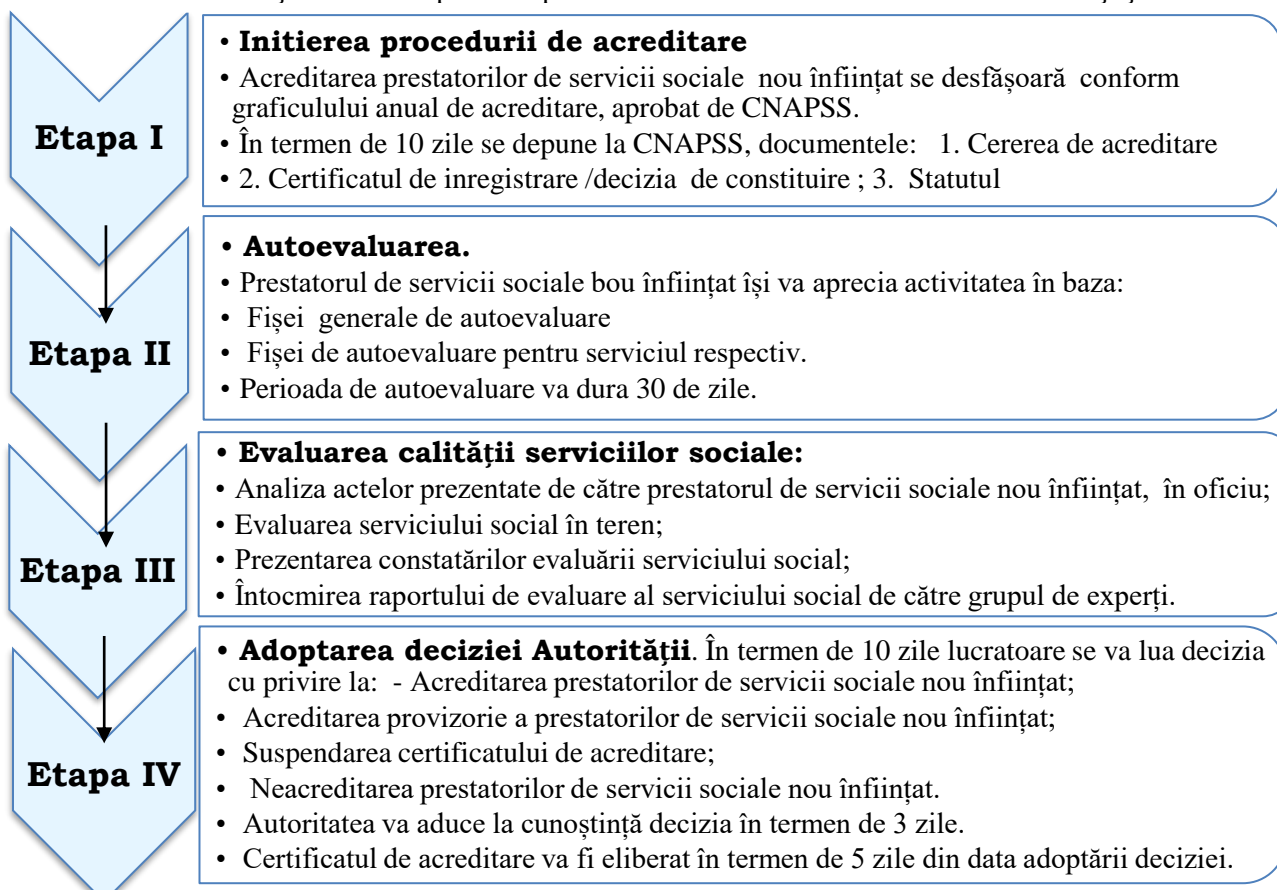 • Initierea procedurii de acreditare
• Acreditarea prestatorilor de servicii sociale nou înființat se desfășoară conform
graficului anual de acreditare, aprobat de CNAPSS.
Etapa I
• În termen de 10 zile se depune la CNAPSS, documentele: 1. Cererea de acreditare
• 2. Certificatul de inregistrare /decizia de constituire ; 3. Statutul
• Autoevaluarea.
• Prestatorul de servicii sociale bou înființat își va aprecia activitatea în baza:
• Fișei generale de autoevaluare
Etapa II
• Fișei de autoevaluare pentru serviciul respectiv.
• Perioada de autoevaluare va dura 30 de zile.
• Evaluarea calității serviciilor sociale:
• Analiza actelor prezentate de către prestatorul de servicii sociale nou înființat, în oficiu;
• Evaluarea serviciului social în teren;
• Prezentarea constatărilor evaluării serviciului social;
Etapa III
• Întocmirea raportului de evaluare al serviciului social de către grupul de experți.
• Adoptarea deciziei Autorității. În termen de 10 zile lucratoare se va lua decizia
cu privire la: - Acreditarea prestatorilor de servicii sociale nou înființat;
• Acreditarea provizorie a prestatorilor de servicii sociale nou înființat;
• Suspendarea certificatului de acreditare;
Etapa IV
• Neacreditarea prestatorilor de servicii sociale nou înființat.
• Autoritatea va aduce la cunoștință decizia în termen de 3 zile.
• Certificatul de acreditare va fi eliberat în termen de 5 zile din data adoptării deciziei.